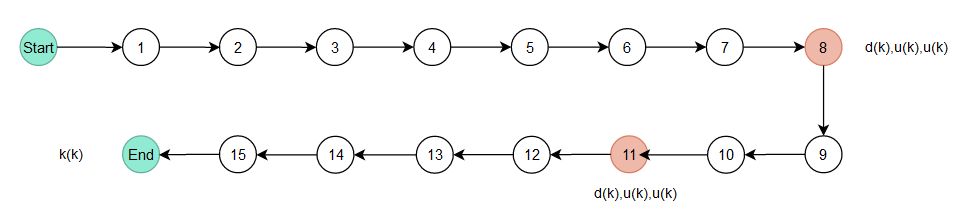 Start 1 2 3 4 5 6 7 8 d(k),u(k),u(k)
k(k) End 15 14 13 12 11 10 9
d(k),u(k),u(k)